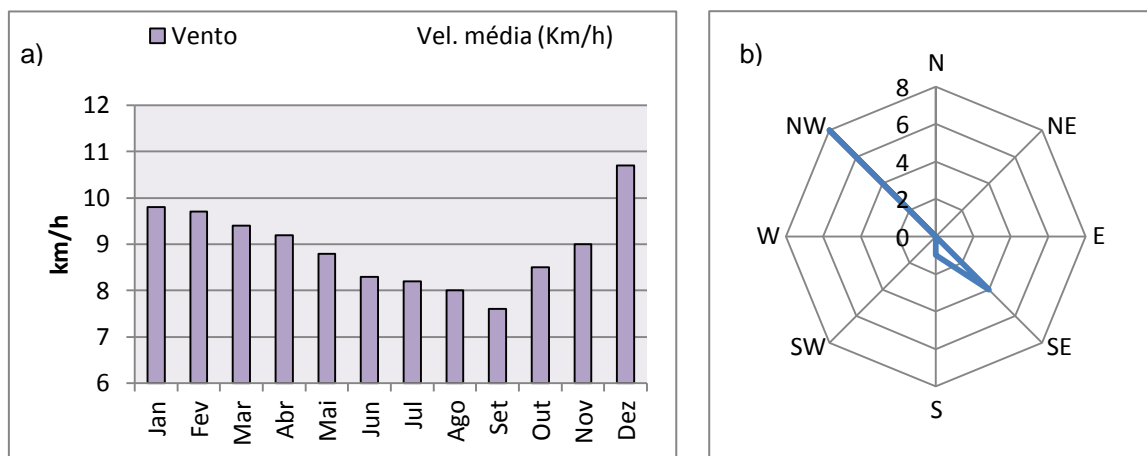 a)
Vento Vel. média (Km/h)
12
11
10
9
8
7
6
km/h
Jan Fev Mar Abr Mai Jun Jul Ago Set Out Nov Dez
b)
N
NE
E
SE
S
SW
W
NW
8
6
4
2
0